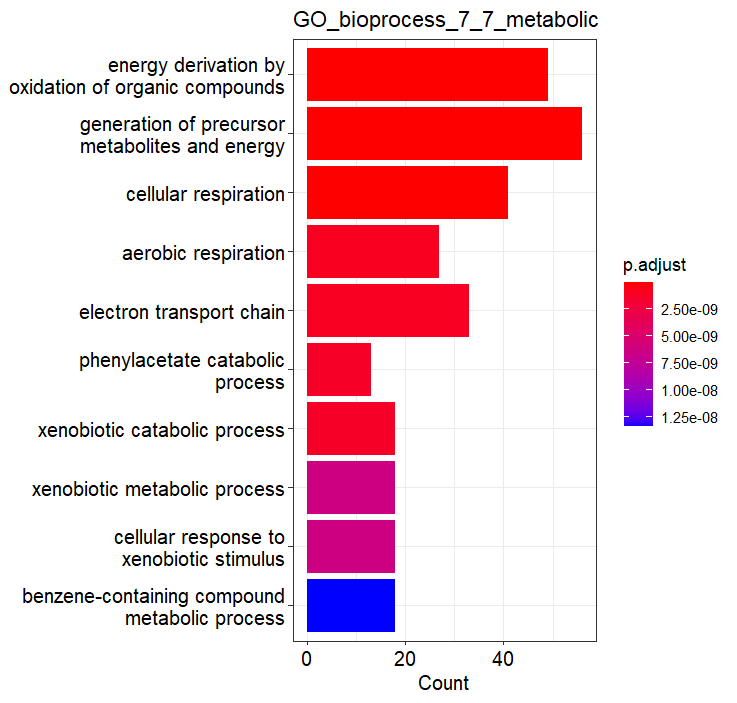 GO_bioprocess_7_7_metabolic
energy derivation by
oxidation of organic compounds
generation of precursor
metabolites and energy
cellular respiration
aerobic respiration
electron transport chain
phenylacetate catabolic
process
xenobiotic catabolic process
xenobiotic metabolic process
cellular response to
xenobiotic stimulus
benzene-containing compound
metabolic process
0 20 40
Count
p.adjust
2.50e-09
5.00e-09
7.50e-09
1.00e-08
1.25e-08